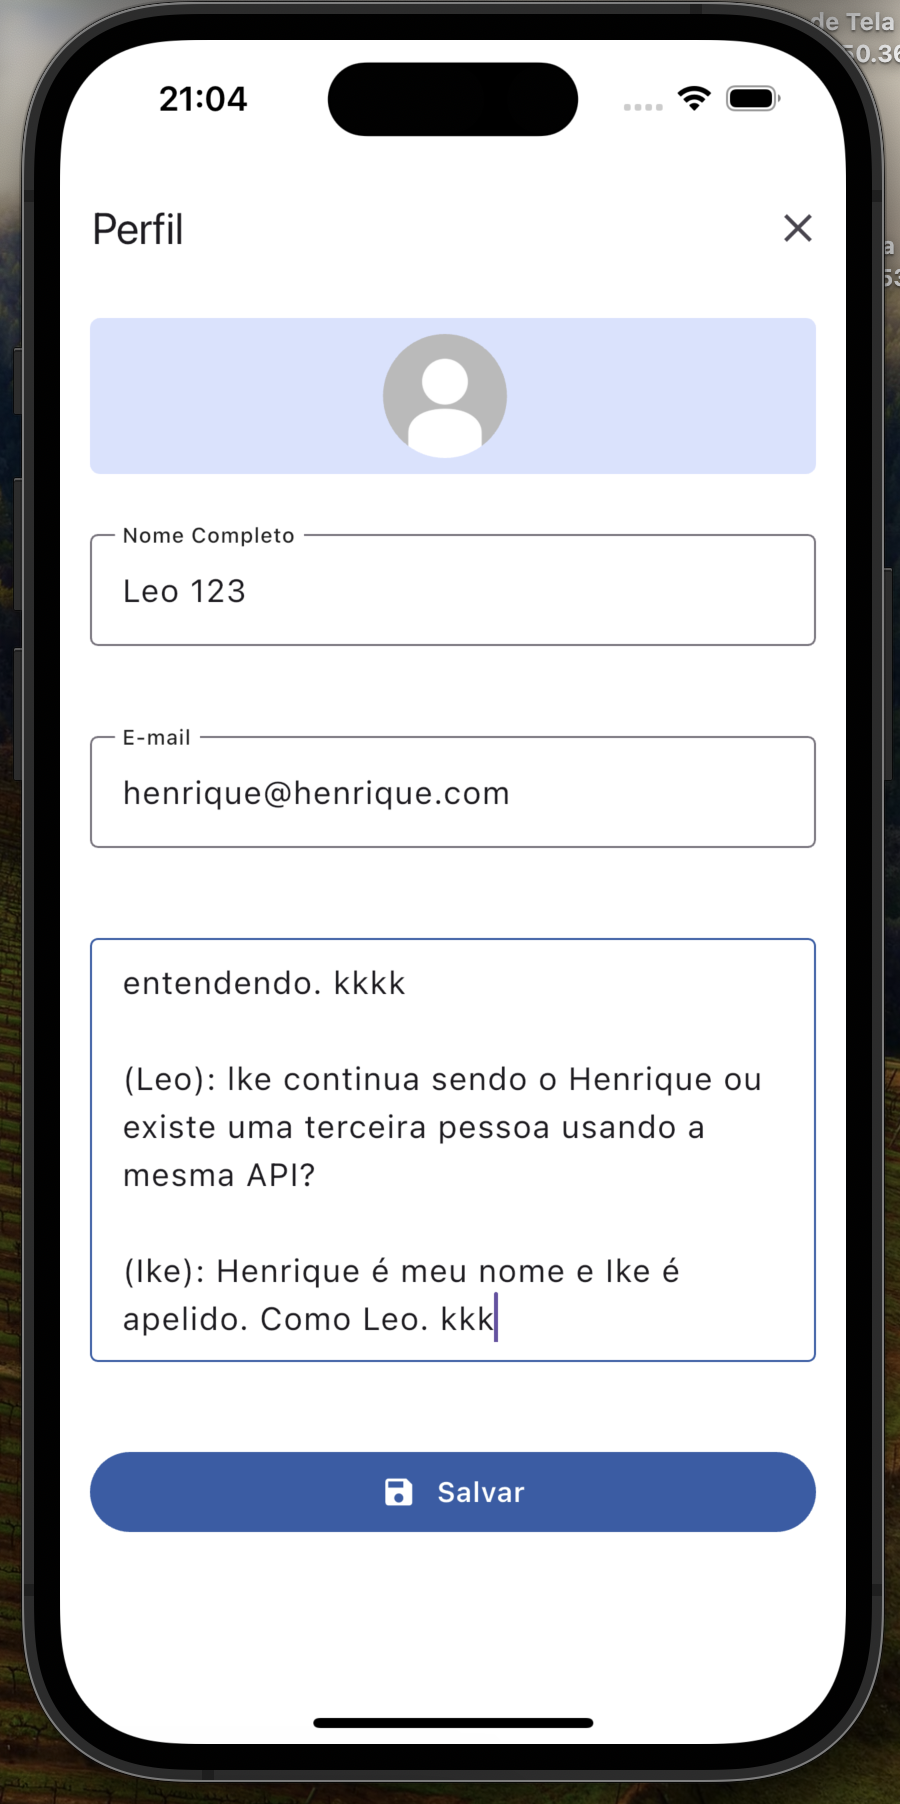 de Tela
50.36
21:04
Perfil
a
53
Nome Completo
Leo 123
E-mail
henrique@henrique.com
entendendo. kkkk
(Leo): Ike continua sendo o Henrique ou
existe uma terceira pessoa usando a
mesma API?
(Ike): Henrique é meu nome e Ike é
apelido. Como Leo. kkk
Salvar